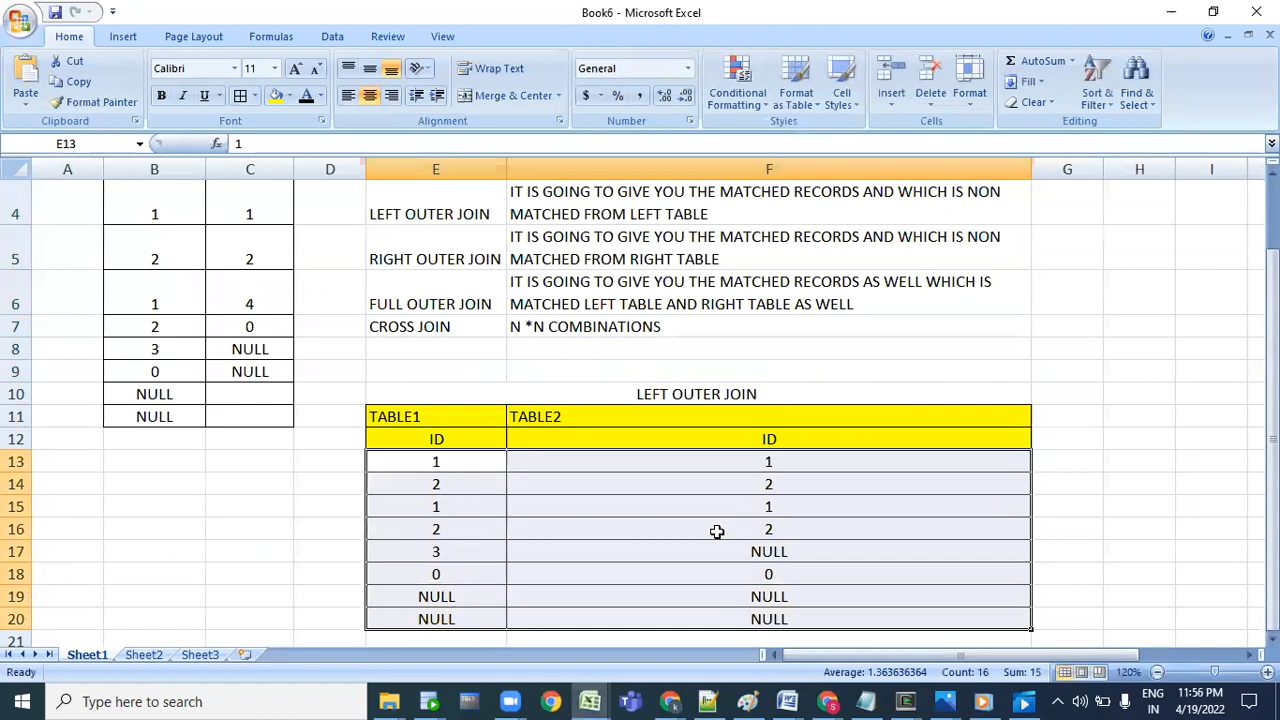 Book6 - Microsoft Excel
Home Insert Page Layout Formulas Data Review View
Paste
Cut
Copy
Format Painter
Clipboard
Calibri 11
B I U
Font
Wrap Text
Merge & Center
Alignment
General
$ % , .0 .00 .00 .0
Number
Conditional Formatting
Format as Table
Cell Styles
Styles
Insert Delete Format
Cells
Σ AutoSum
Fill
Clear
Sort & Filter
Find & Select
Editing
E13 fx 1
A B C D E F G H I
4 1 1 LEFT OUTER JOIN IT IS GOING TO GIVE YOU THE MATCHED RECORDS AND WHICH IS NON
MATCHED FROM LEFT TABLE
5 2 2 RIGHT OUTER JOIN IT IS GOING TO GIVE YOU THE MATCHED RECORDS AND WHICH IS NON
MATCHED FROM RIGHT TABLE
6 1 4 FULL OUTER JOIN IT IS GOING TO GIVE YOU THE MATCHED RECORDS AS WELL WHICH IS
MATCHED LEFT TABLE AND RIGHT TABLE AS WELL
7 2 0 CROSS JOIN N *N COMBINATIONS
8 3 NULL
9 0 NULL
10 NULL LEFT OUTER JOIN
11 NULL TABLE1 TABLE2
12 ID ID
13 1 1
14 2 2
15 1 1
16 2 2
17 3 NULL
18 0 0
19 NULL NULL
20 NULL NULL
21
Sheet1 Sheet2 Sheet3
Ready Average: 1.363636364 Count: 16 Sum: 15 120%
Type here to search
ENG
IN
11:56 PM
4/19/2022